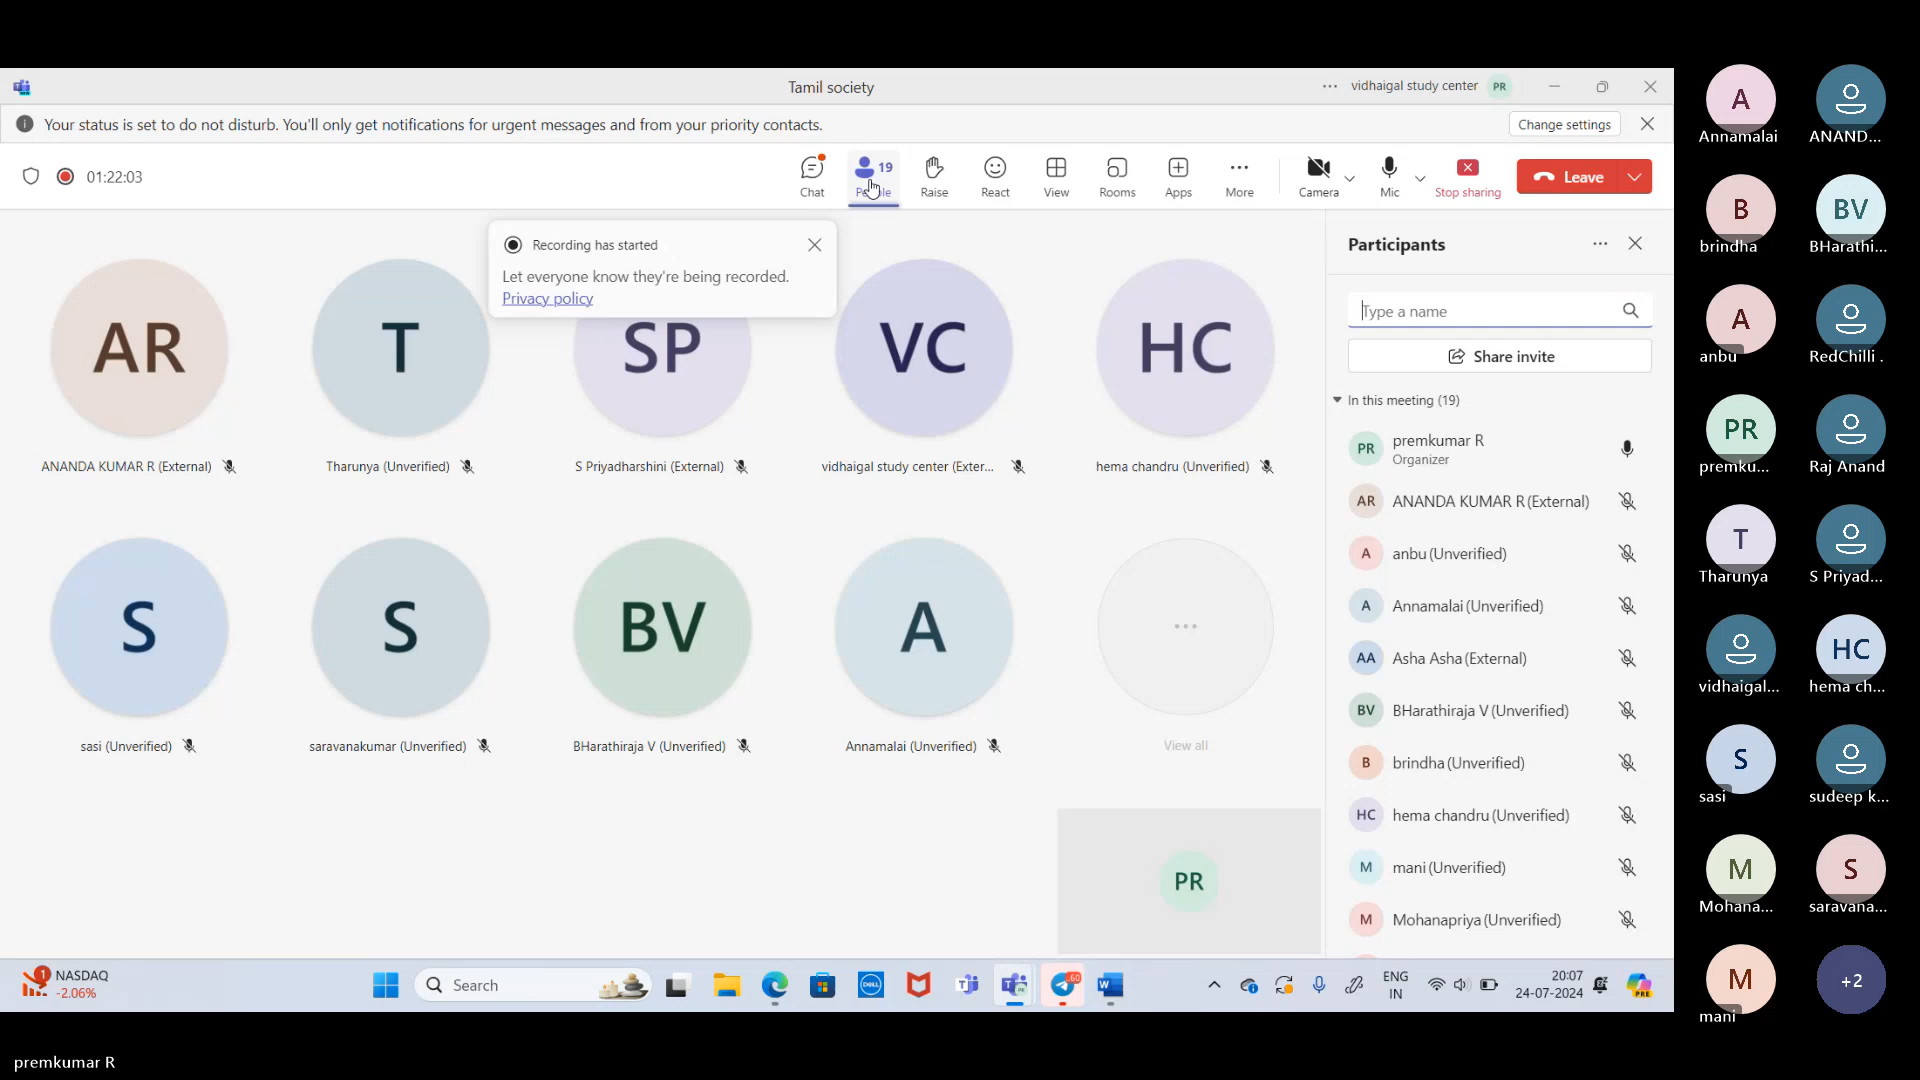 Tamil society
vidhaigal study center PR
Your status is set to do not disturb. You'll only get notifications for urgent messages and from your priority contacts.
Change settings
01:22:03
19
Chat
People
Raise
React
View
Rooms
Apps
More
Camera
Mic
Stop sharing
Leave
Recording has started
Let everyone know they're being recorded.
Privacy policy
AR
T
SP
VC
HC
ANANDA KUMAR R (External)
Tharunya (Unverified)
S Priyadharshini (External)
vidhaigal study center (Exter...
hema chandru (Unverified)
S
S
BV
A
...
sasi (Unverified)
saravanakumar (Unverified)
BHarathiraja V (Unverified)
Annamalai (Unverified)
View all
PR
Participants
Type a name
Share invite
In this meeting (19)
PR premkumar R
Organizer
AR ANANDA KUMAR R (External)
A anbu (Unverified)
A Annamalai (Unverified)
AA Asha Asha (External)
BV BHarathiraja V (Unverified)
B brindha (Unverified)
HC hema chandru (Unverified)
M mani (Unverified)
M Mohanapriya (Unverified)
A
Annamalai
ANAND...
B BV
brindha
BHarathi...
A
anbu
RedChilli .
PR
premku...
Raj Anand
T
Tharunya
S Priyad...
HC
vidhaigal...
hema ch...
S
sasi
sudeep k...
M S
Mohana...
saravana...
M +2
mani
1
NASDAQ
-2.06%
Search
DELL
60
ENG
IN
20:07
24-07-2024
PRE
premkumar R